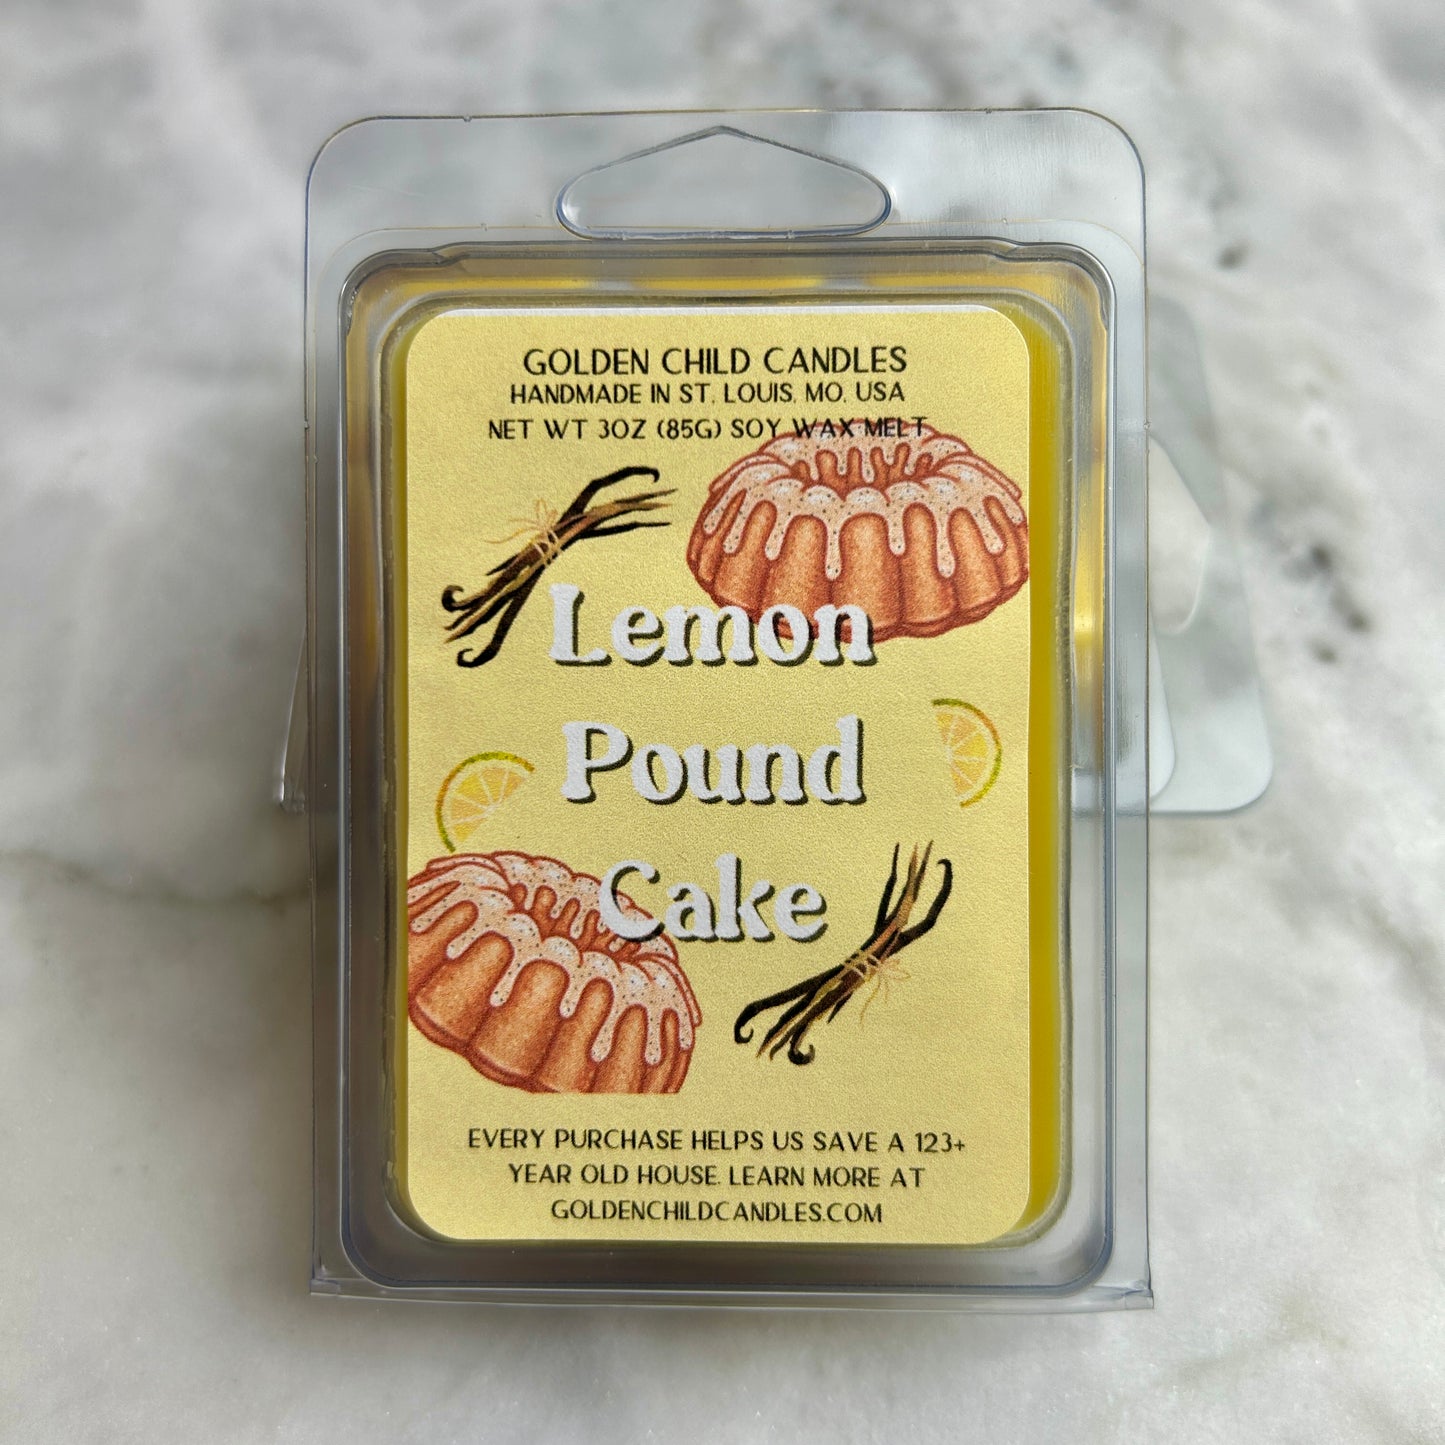 GOLDEN CHILD CANDLES
HANDMADE IN ST. LOUIS, MO, USA
NET WT 3OZ (85G) SOY WAX MELT
Lemon
Pound
Cake
EVERY PURCHASE HELPS US SAVE A 123+
YEAR OLD HOUSE. LEARN MORE AT
GOLDENCHILDCANDLES.COM